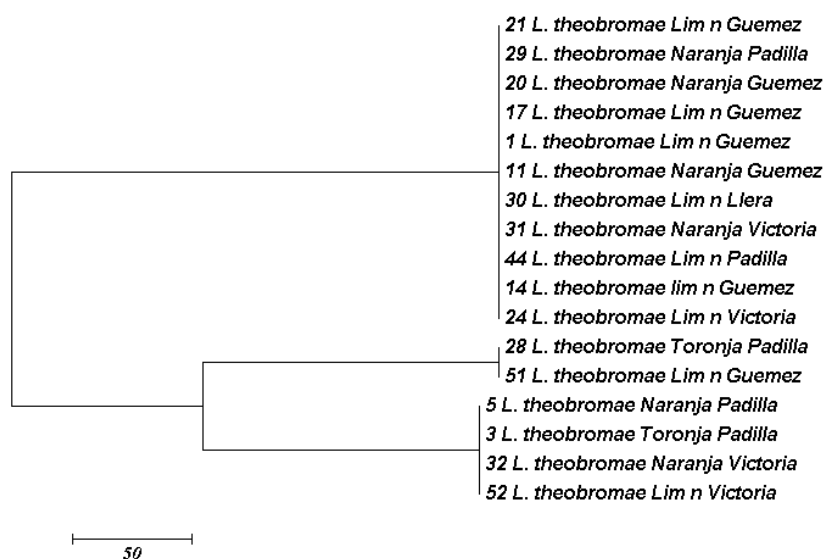 21 L. theobromae Lim n Guemez
29 L. theobromae Naranja Padilla
20 L. theobromae Naranja Guemez
17 L. theobromae Lim n Guemez
1 L. theobromae Lim n Guemez
11 L. theobromae Naranja Guemez
30 L. theobromae Lim n Llera
31 L. theobromae Naranja Victoria
44 L. theobromae Lim n Padilla
14 L. theobromae lim n Guemez
24 L. theobromae Lim n Victoria
28 L. theobromae Toronja Padilla
51 L. theobromae Lim n Guemez
5 L. theobromae Naranja Padilla
3 L. theobromae Toronja Padilla
32 L. theobromae Naranja Victoria
52 L. theobromae Lim n Victoria
50